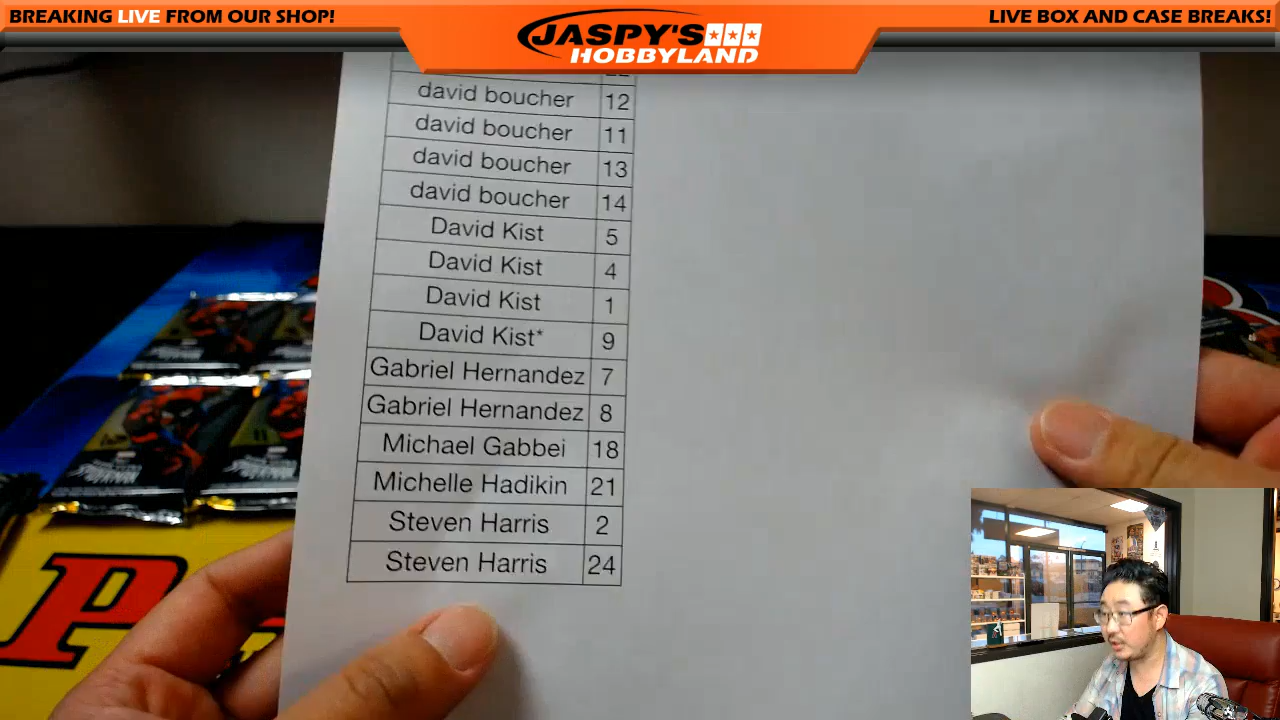 BREAKING LIVE FROM OUR SHOP!
JASPY'S
HOBBYLAND
LIVE BOX AND CASE BREAKS!
david boucher 12
david boucher 11
david boucher 13
david boucher 14
David Kist 5
David Kist 4
David Kist 1
David Kist* 9
Gabriel Hernandez 7
Gabriel Hernandez 8
Michael Gabbei 18
Michelle Hadikin 21
Steven Harris 2
Steven Harris 24